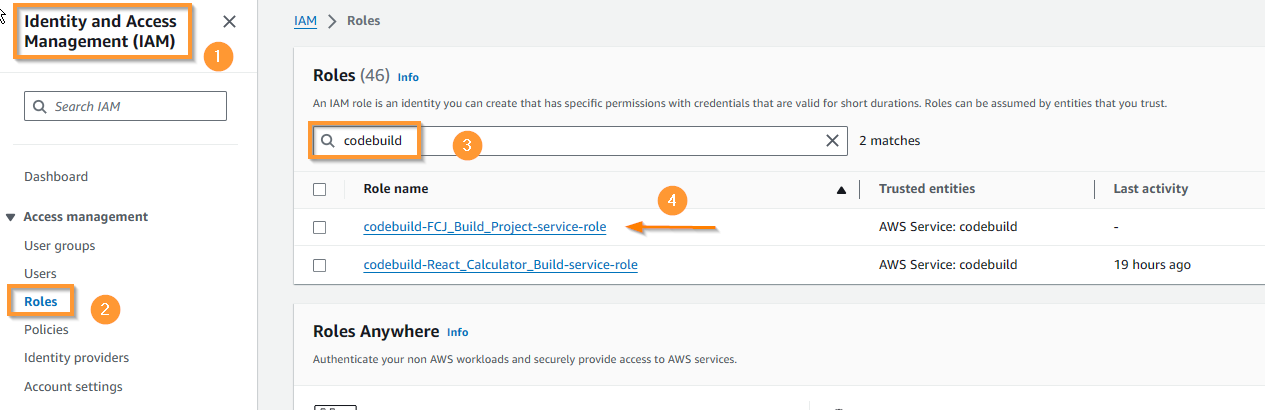 Identity and Access
Management (IAM)
1
Search IAM
Dashboard
Access management
User groups
Users
Roles
2
Policies
Identity providers
Account settings
IAM > Roles
Roles (46) Info
An IAM role is an identity you can create that has specific permissions with credentials that are valid for short durations. Roles can be assumed by entities that you trust.
codebuild
3
2 matches
Role name
Trusted entities
Last activity
4
codebuild-FCJ_Build_Project-service-role
AWS Service: codebuild
-
codebuild-React_Calculator_Build-service-role
AWS Service: codebuild
19 hours ago
Roles Anywhere Info
Authenticate your non AWS workloads and securely provide access to AWS services.